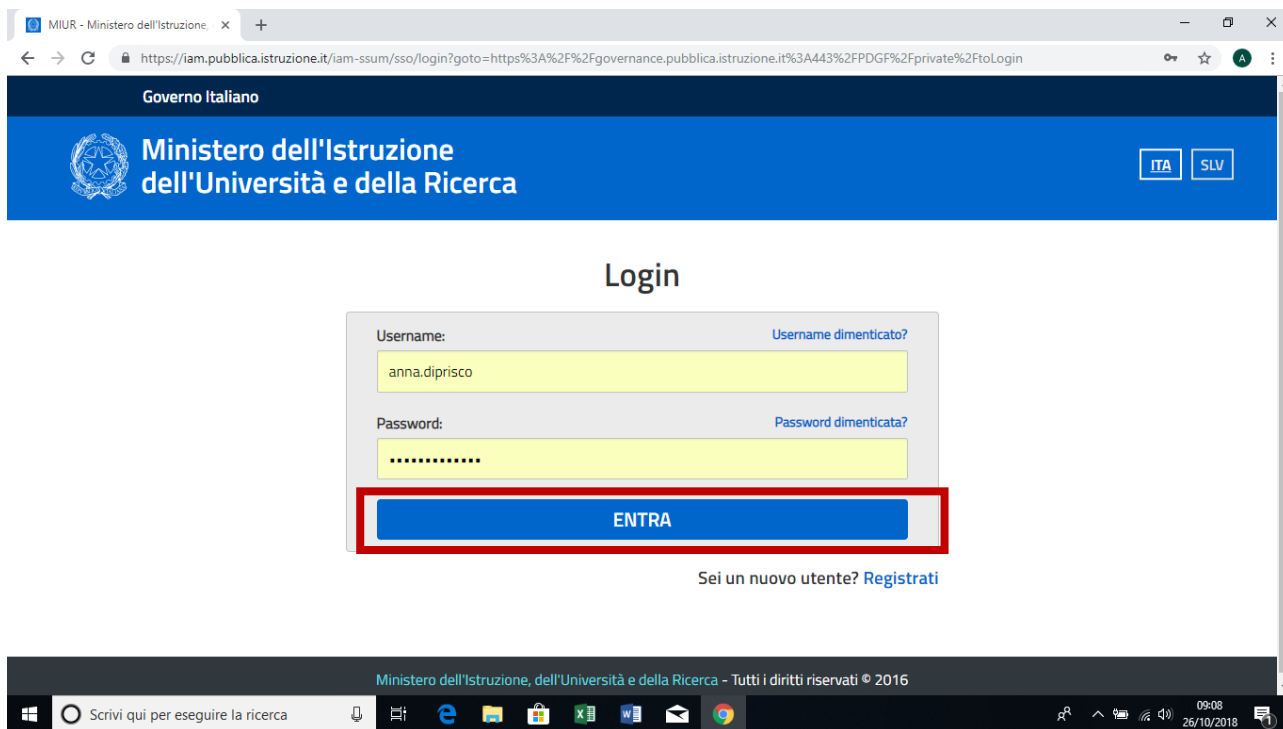 MIUR - Ministero dell'Istruzione,
https://iam.pubblica.istruzione.it/iam-ssum/sso/login?goto=https%3A%2F%2Fgovernance.pubblica.istruzione.it%3A443%2FPDGF%2Fprivate%2FtoLogin
A
Governo Italiano
Ministero dell'Istruzione
dell'Università e della Ricerca
ITA SLV
Login
Username: Username dimenticato?
anna.diprisco
Password: Password dimenticata?
•••••••••••••
ENTRA
Sei un nuovo utente? Registrati
Ministero dell'Istruzione, dell'Università e della Ricerca - Tutti i diritti riservati © 2016
Scrivi qui per eseguire la ricerca
09:08
26/10/2018
1